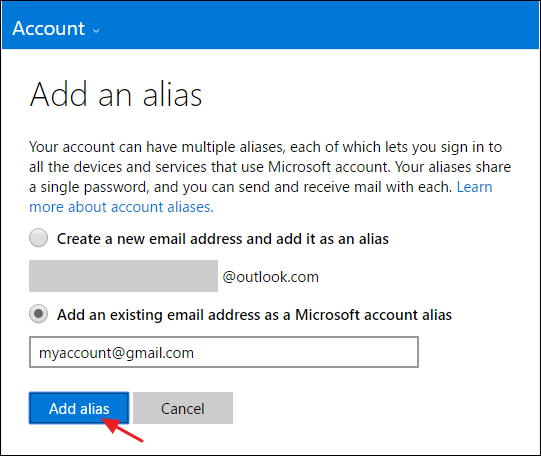 Account
Add an alias
Your account can have multiple aliases, each of which lets you sign in to
all the devices and services that use Microsoft account. Your aliases share
a single password, and you can send and receive mail with each. Learn
more about account aliases.
Create a new email address and add it as an alias
@outlook.com
Add an existing email address as a Microsoft account alias
myaccount@gmail.com
Add alias Cancel